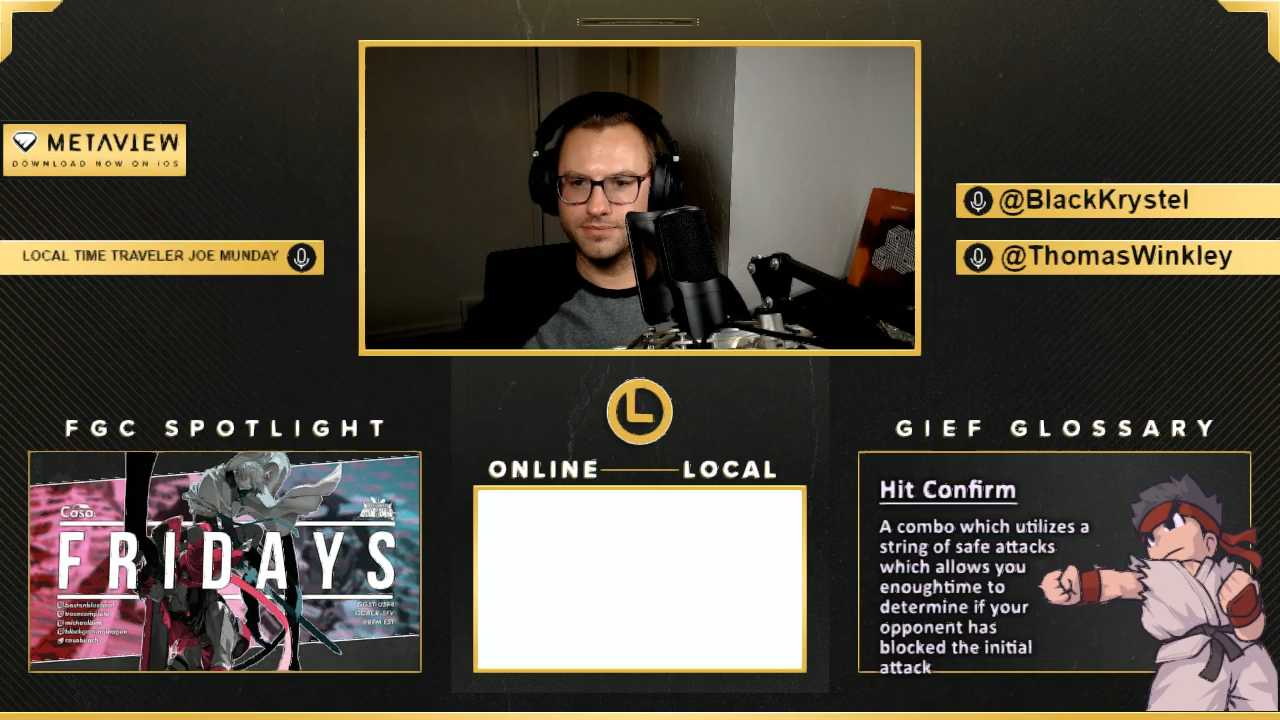 METAVIEW
DOWNLOAD NOW ON iOS
LOCAL TIME TRAVELER JOE MUNDAY
@BlackKrystel
@ThomasWinkley
FGC SPOTLIGHT
Casa
FRIDAYS
ONLINE
LOCAL
GIEF GLOSSARY
Hit Confirm
A combo which utilizes a
string of safe attacks
which allows you
enoughtime to
determine if your
opponent has
blocked the initial
attack